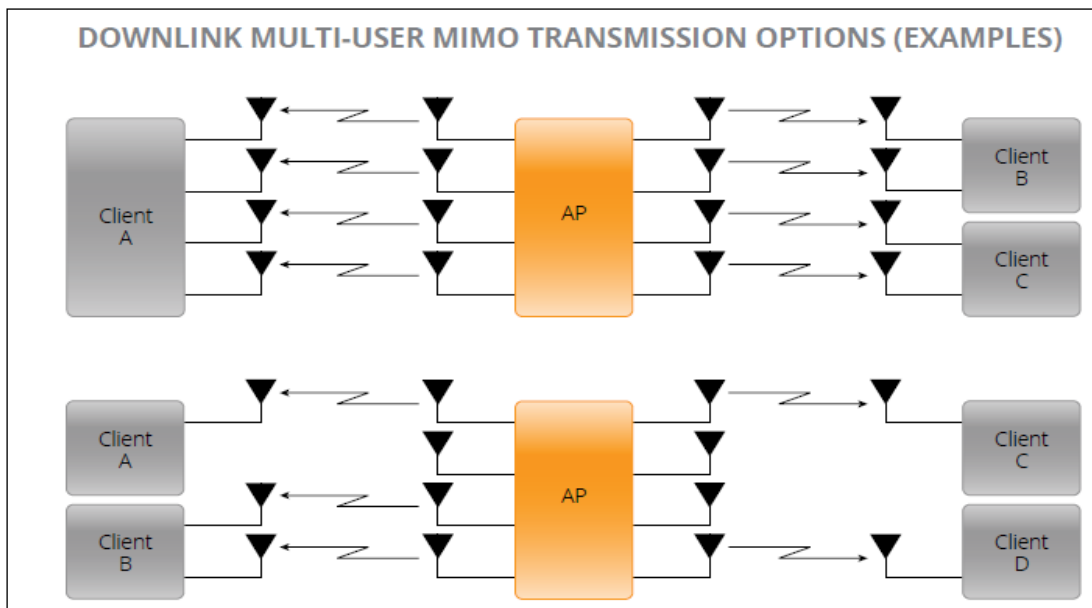 DOWNLINK MULTI-USER MIMO TRANSMISSION OPTIONS (EXAMPLES)
Client
A
AP
Client
B
Client
C
Client
A
Client
B
AP
Client
C
Client
D